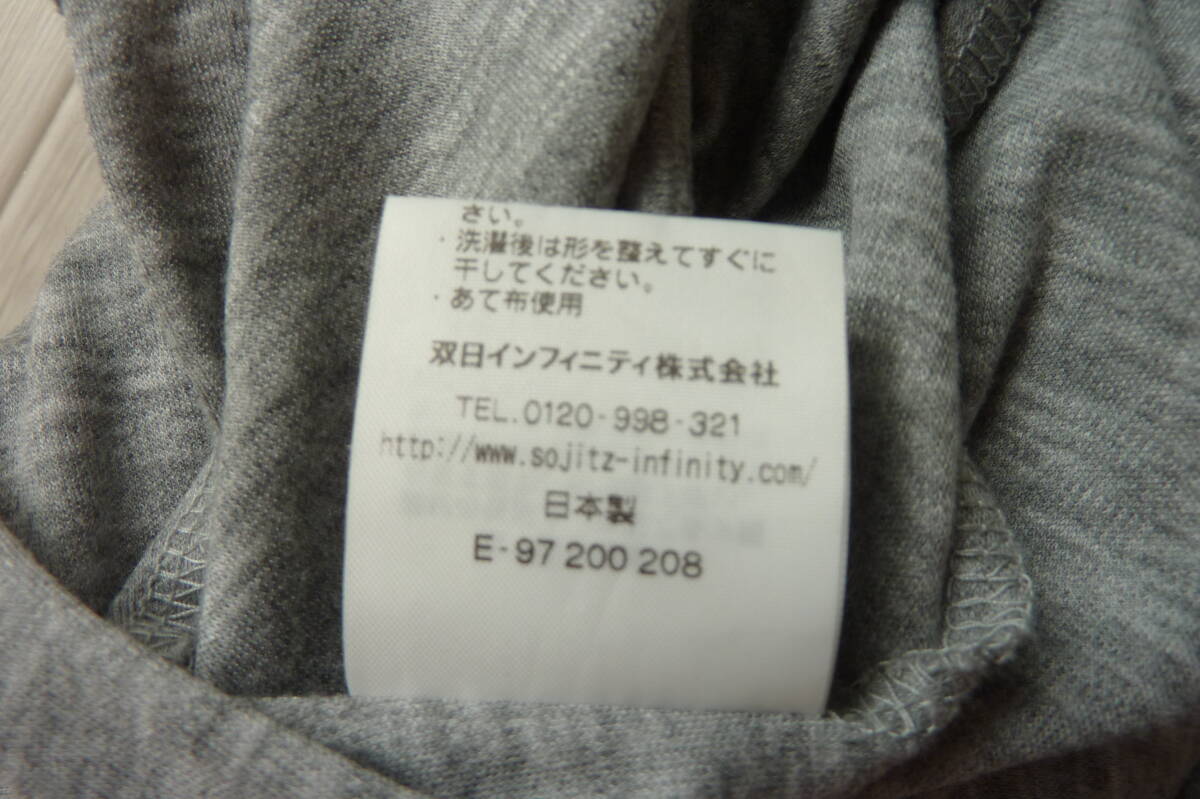 さい。
・洗濯後は形を整えてすぐに
干してください。
・あて布使用
双日インフィニティ株式会社
TEL.0120-998-321
http://www.sojitz-infinity.com/
日本製
E-97 200 208